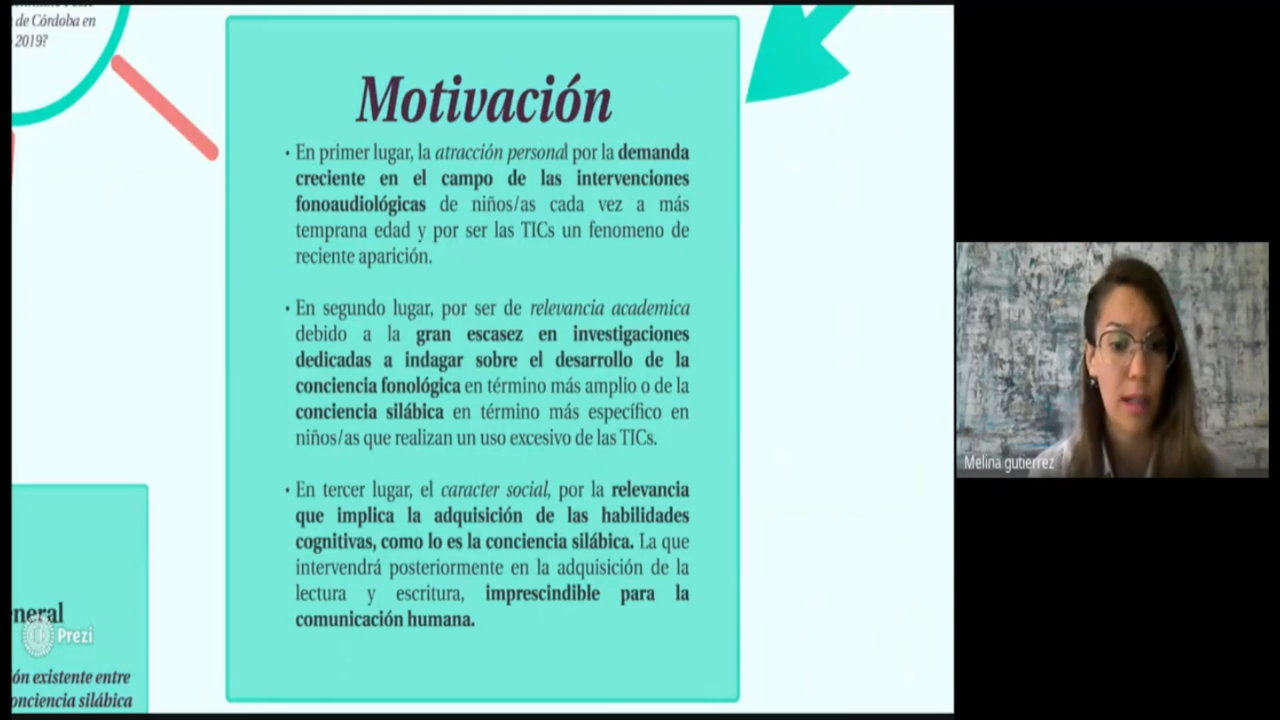 de Córdoba en
2019?
Motivación
• En primer lugar, la atracción personal por la demanda
creciente en el campo de las intervenciones
fonoaudiológicas de niños/as cada vez a más
temprana edad y por ser las TICs un fenomeno de
reciente aparición.
• En segundo lugar, por ser de relevancia academica
debido a la gran escasez en investigaciones
dedicadas a indagar sobre el desarrollo de la
conciencia fonológica en término más amplio o de la
conciencia silábica en término más específico en
niños/as que realizan un uso excesivo de las TICs.
• En tercer lugar, el caracter social, por la relevancia
que implica la adquisición de las habilidades
cognitivas, como lo es la conciencia silábica. La que
intervendrá posteriormente en la adquisición de la
lectura y escritura, imprescindible para la
comunicación humana.
neral
Prezi
ón existente entre
onciencia silábica
Melina gutierrez